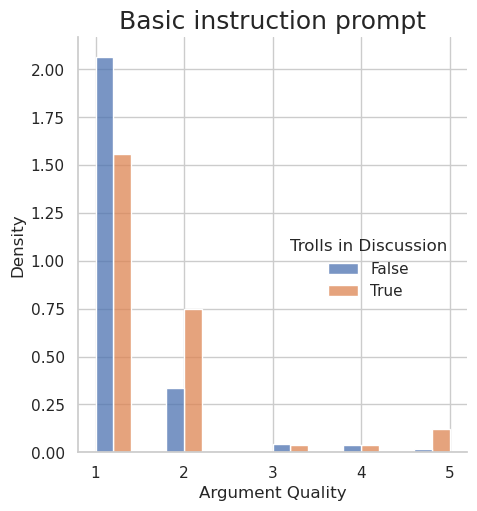 Basic instruction prompt
Density
2.00
1.75
1.50
1.25
1.00
0.75
0.50
0.25
0.00
Trolls in Discussion
False
True
1 2 3 4 5
Argument Quality